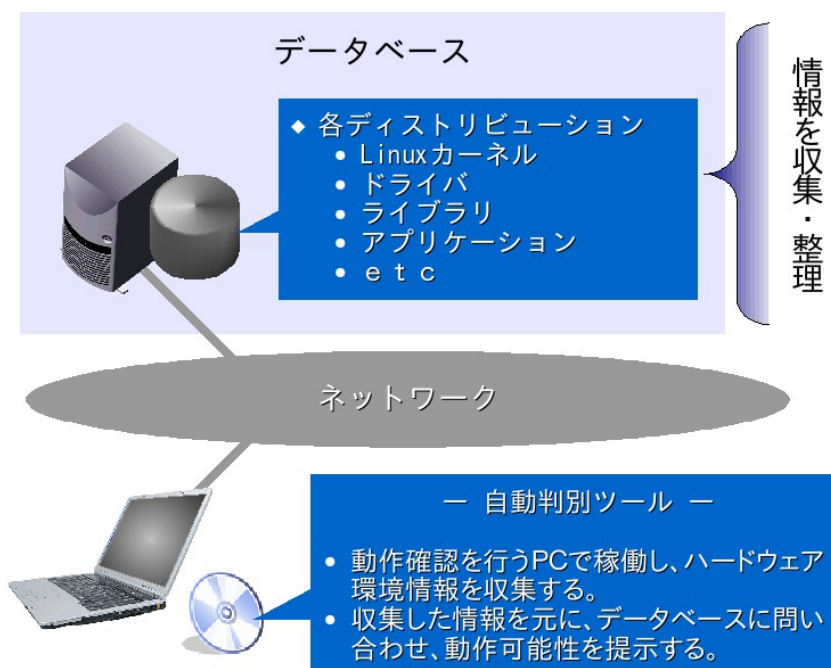 データベース
◆ 各ディストリビューション
• Linuxカーネル
• ドライバ
• ライブラリ
• アプリケーション
• ｅｔｃ
情報を収集・整理
ネットワーク
― 自動判別ツール ―
• 動作確認を行うPCで稼働し、ハードウェア
環境情報を収集する。
• 収集した情報を元に、データベースに問い
合わせ、動作可能性を提示する。